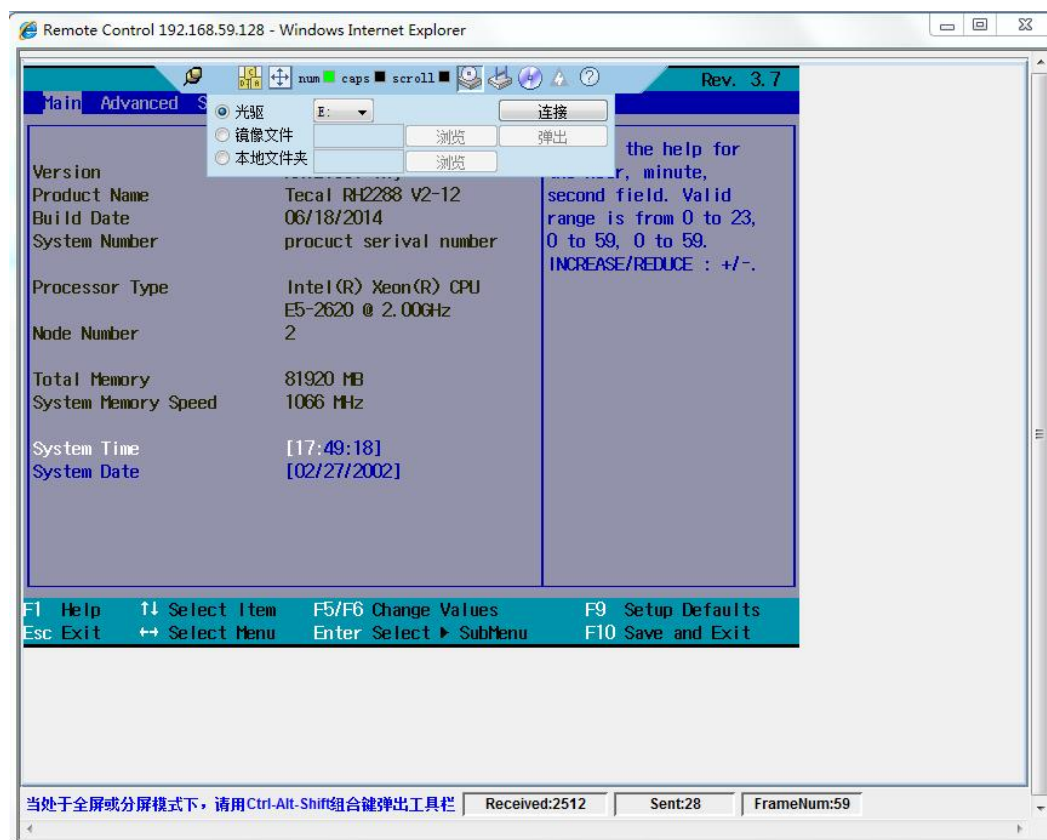 Remote Control 192.168.59.128 - Windows Internet Explorer
num caps scroll Rev. 3.7
Main Advanced S
光驱 E: 连接
镜像文件 浏览 弹出
本地文件夹 浏览
the help for
Version
minute,
Product Name Tecal RH2288 V2-12 second field. Valid
Build Date 06/18/2014 range is from 0 to 23,
System Number procuct serival number 0 to 59, 0 to 59.
INCREASE/REDUCE : +/-.
Processor Type Intel(R) Xeon(R) CPU
E5-2620 @ 2.00GHz
Node Number 2
Total Memory 81920 MB
System Memory Speed 1066 MHz
System Time [17:49:18]
System Date [02/27/2002]
F1 Help ↑↓ Select Item F5/F6 Change Values F9 Setup Defaults
Esc Exit ↔ Select Menu Enter Select ▶ SubMenu F10 Save and Exit
当处于全屏或分屏模式下，请用Ctrl-Alt-Shift组合键弹出工具栏 Received:2512 Sent:28 FrameNum:59